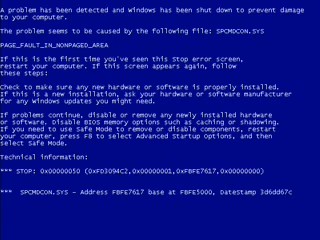 A problem has been detected and windows has been shut down to prevent damage
to your computer.
The problem seems to be caused by the following file: SPCMDCON.SYS
PAGE_FAULT_IN_NONPAGED_AREA
If this is the first time you've seen this Stop error screen,
restart your computer. If this screen appears again, follow
these steps:
Check to make sure any new hardware or software is properly installed.
If this is a new installation, ask your hardware or software manufacturer
for any Windows updates you might need.
If problems continue, disable or remove any newly installed hardware
or software. Disable BIOS memory options such as caching or shadowing.
If you need to use Safe Mode to remove or disable components, restart
your computer, press F8 to select Advanced Startup Options, and then
select Safe Mode.
Technical information:
*** STOP: 0x00000050 (0xFD3094C2,0x00000001,0xFBFE7617,0x00000000)
*** SPCMDCON.SYS - Address FBFE7617 base at FBFE5000, DateStamp 3d6dd67c